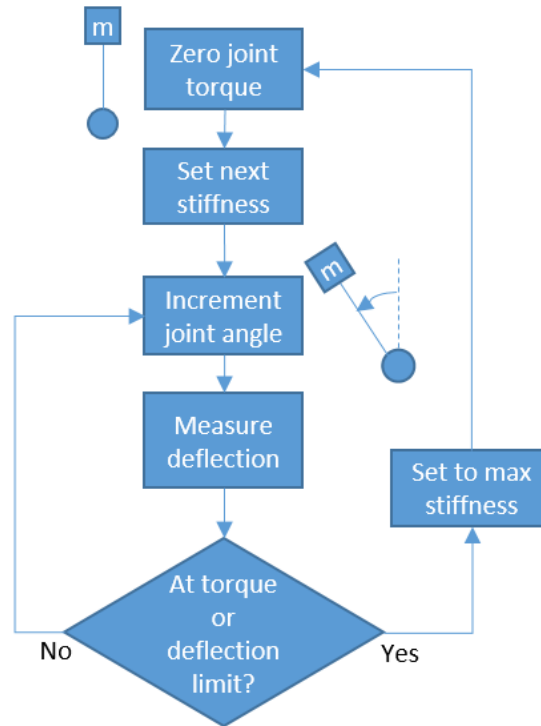 m
Zero joint
torque
Set next
stiffness
m
Increment
joint angle
Measure
deflection
Set to max
stiffness
At torque
or
deflection
limit?
No
Yes